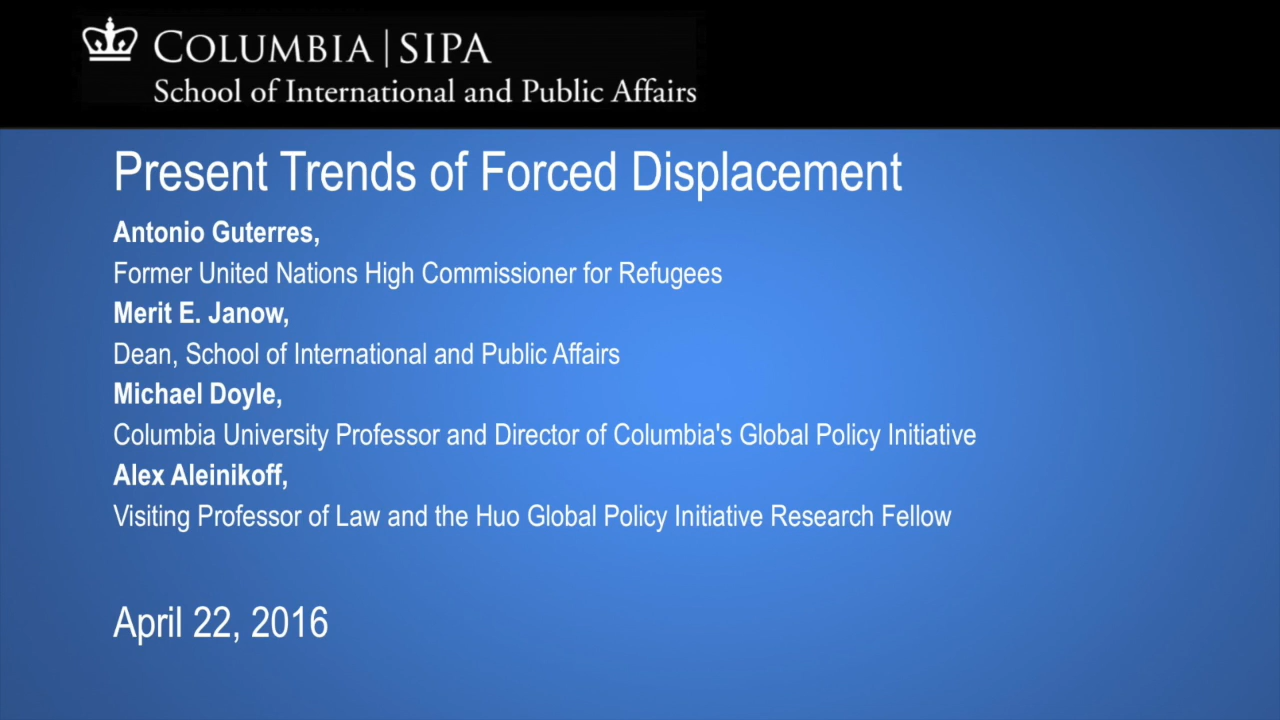 COLUMBIA | SIPA
School of International and Public Affairs
Present Trends of Forced Displacement
Antonio Guterres,
Former United Nations High Commissioner for Refugees
Merit E. Janow,
Dean, School of International and Public Affairs
Michael Doyle,
Columbia University Professor and Director of Columbia's Global Policy Initiative
Alex Aleinikoff,
Visiting Professor of Law and the Huo Global Policy Initiative Research Fellow
April 22, 2016